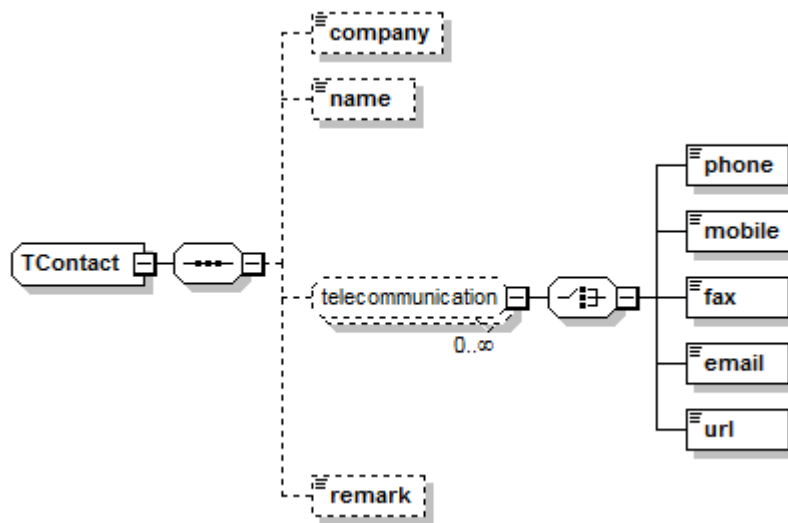 company
name
phone
mobile
TContact
telecommunication
fax
0..∞
email
url
remark